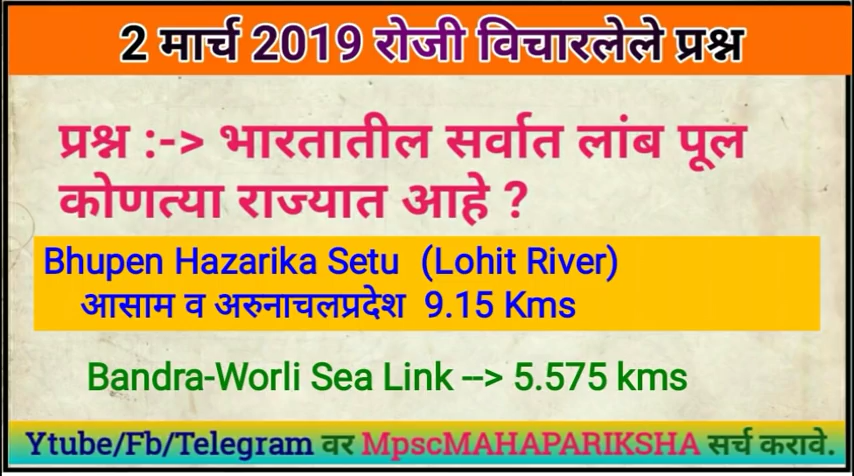 2 मार्च 2019 रोजी विचारलेले प्रश्न
प्रश्न :-> भारतातील सर्वात लांब पूल
कोणत्या राज्यात आहे ?
Bhupen Hazarika Setu (Lohit River)
आसाम व अरुनाचलप्रदेश 9.15 Kms
Bandra-Worli Sea Link --> 5.575 kms
Ytube/Fb/Telegram वर MpscMAHAPARIKSHA सर्च करावे.